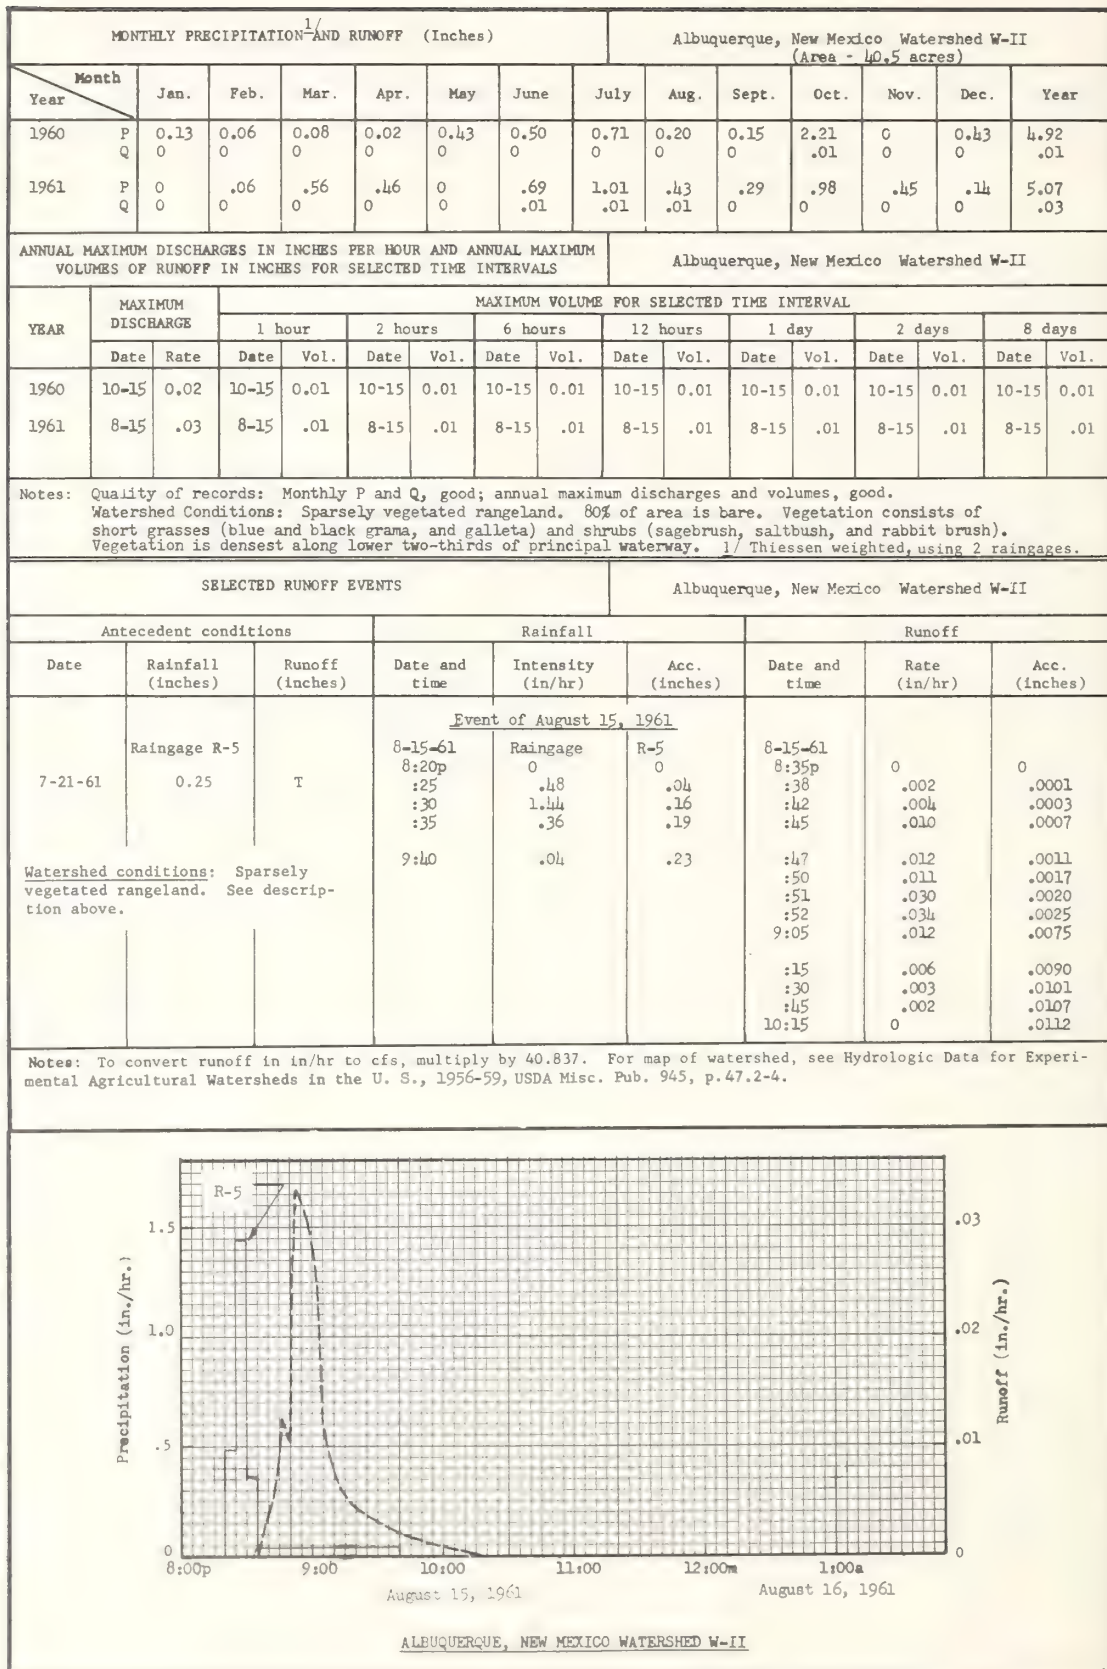 MONTHLY PRECIPITATION 1/ AND RUNOFF (Inches)
Albuquerque, New Mexico Watershed W-II
(Area - 40.5 acres)
Month
Year Jan. Feb. Mar. Apr. May June July Aug. Sept. Oct. Nov. Dec. Year
1960 P 0.13 0.06 0.08 0.02 0.43 0.50 0.71 0.20 0.15 2.21 0 0.43 4.92
Q 0 0 0 0 0 0 0 0 0 .01 0 0 .01
1961 P 0 .06 .56 .46 0 .69 1.01 .43 .29 .98 .45 .14 5.07
Q 0 0 0 0 0 .01 .01 .01 0 0 0 0 .03
ANNUAL MAXIMUM DISCHARGES IN INCHES PER HOUR AND ANNUAL MAXIMUM
VOLUMES OF RUNOFF IN INCHES FOR SELECTED TIME INTERVALS
Albuquerque, New Mexico Watershed W-II
YEAR MAXIMUM DISCHARGE MAXIMUM VOLUME FOR SELECTED TIME INTERVAL
1 hour 2 hours 6 hours 12 hours 1 day 2 days 8 days
Date Rate Date Vol. Date Vol. Date Vol. Date Vol. Date Vol. Date Vol. Date Vol.
1960 10-15 0.02 10-15 0.01 10-15 0.01 10-15 0.01 10-15 0.01 10-15 0.01 10-15 0.01 10-15 0.01
1961 8-15 .03 8-15 .01 8-15 .01 8-15 .01 8-15 .01 8-15 .01 8-15 .01 8-15 .01
Notes: Quality of records: Monthly P and Q, good; annual maximum discharges and volumes, good.
Watershed Conditions: Sparsely vegetated rangeland. 80% of area is bare. Vegetation consists of
short grasses (blue and black grama, and galleta) and shrubs (sagebrush, saltbush, and rabbit brush).
Vegetation is densest along lower two-thirds of principal waterway. 1/ Thiessen weighted, using 2 raingages.
SELECTED RUNOFF EVENTS
Albuquerque, New Mexico Watershed W-II
Antecedent conditions Rainfall Runoff
Date Rainfall (inches) Runoff (inches) Date and time Intensity (in/hr) Acc. (inches) Date and time Rate (in/hr) Acc. (inches)
Event of August 15, 1961
Raingage R-5 8-15-61 Raingage R-5 8-15-61
8:20p 0 0 8:35p 0 0
7-21-61 0.25 T :25 .48 .04 :38 .002 .0001
:30 1.44 .16 :42 .004 .0003
:35 .36 .19 :45 .010 .0007
9:40 .04 .23 :47 .012 .0011
Watershed conditions: Sparsely
vegetated rangeland. See descrip-
tion above.
:50 .011 .0017
:51 .030 .0020
:52 .034 .0025
9:05 .012 .0075
:15 .006 .0090
:30 .003 .0101
:45 .002 .0107
10:15 0 .0112
Notes: To convert runoff in in/hr to cfs, multiply by 40.837. For map of watershed, see Hydrologic Data for Experi-
mental Agricultural Watersheds in the U. S., 1956-59, USDA Misc. Pub. 945, p.47.2-4.
R-5
Precipitation (in./hr.)
1.5
1.0
.5
0
.03
.02
.01
0
Runoff (in./hr.)
8:00p 9:00 10:00 11:00 12:00m 1:00a
August 15, 1961 August 16, 1961
ALBUQUERQUE, NEW MEXICO WATERSHED W-II